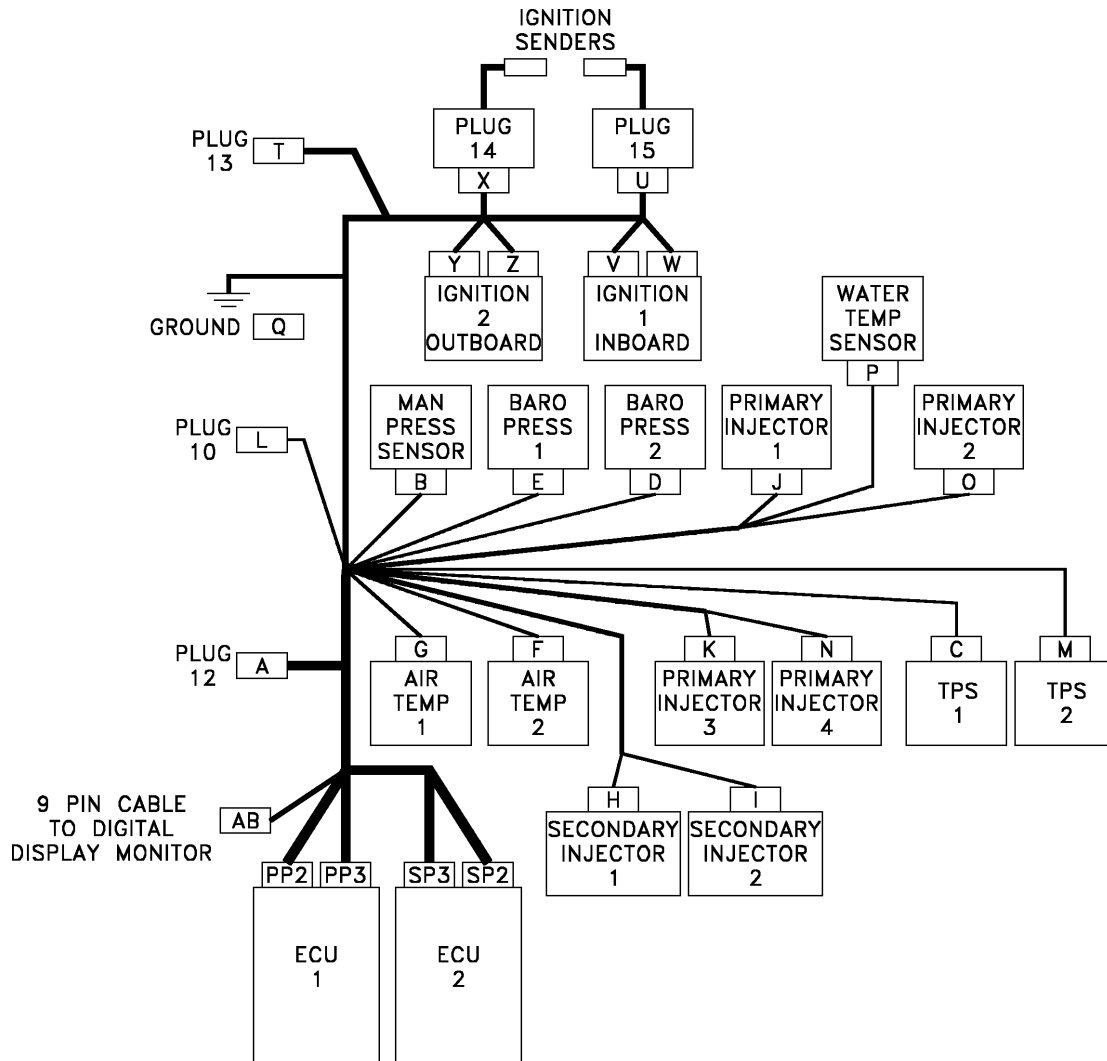 IGNITION
SENDERS
PLUG
14
PLUG
15
X
U
PLUG
13
T
Y
Z
IGNITION
2
OUTBOARD
V
W
IGNITION
1
INBOARD
GROUND
Q
WATER
TEMP
SENSOR
P
PLUG
10
L
MAN
PRESS
SENSOR
B
BARO
PRESS
1
E
BARO
PRESS
2
D
PRIMARY
INJECTOR
1
J
PRIMARY
INJECTOR
2
O
PLUG
12
A
G
AIR
TEMP
1
F
AIR
TEMP
2
K
PRIMARY
INJECTOR
3
N
PRIMARY
INJECTOR
4
C
TPS
1
M
TPS
2
9 PIN CABLE
TO DIGITAL
DISPLAY MONITOR
AB
H
SECONDARY
INJECTOR
1
I
SECONDARY
INJECTOR
2
PP2
PP3
ECU
1
SP3
SP2
ECU
2